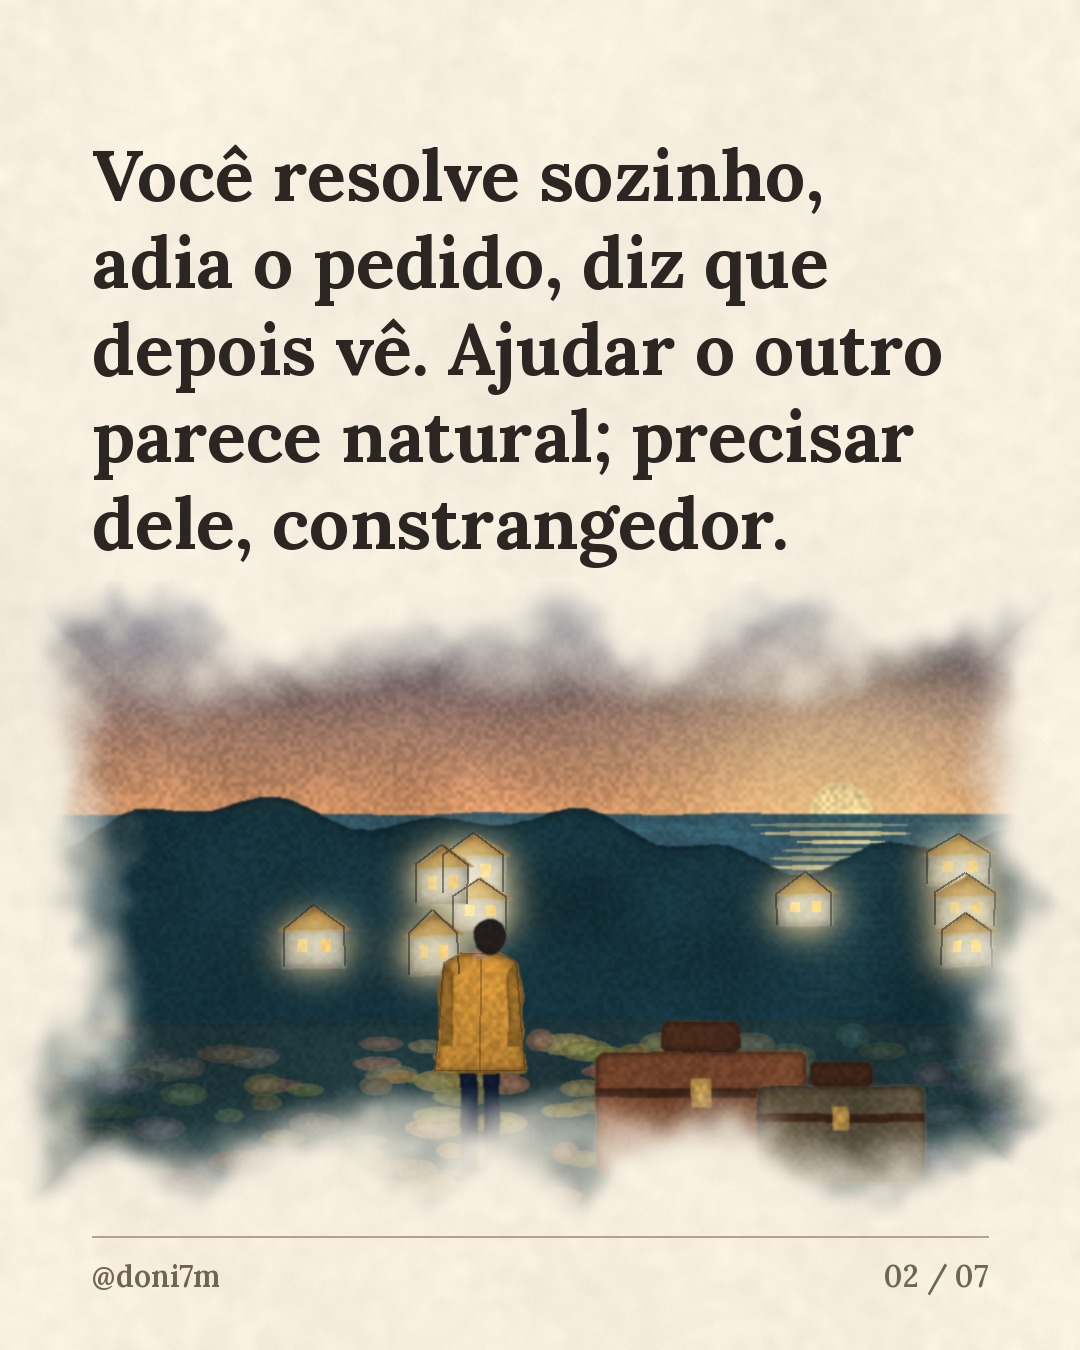 Você resolve sozinho,
adia o pedido, diz que
depois vê. Ajudar o outro
parece natural; precisar
dele, constrangedor.
@doni7m
02 / 07